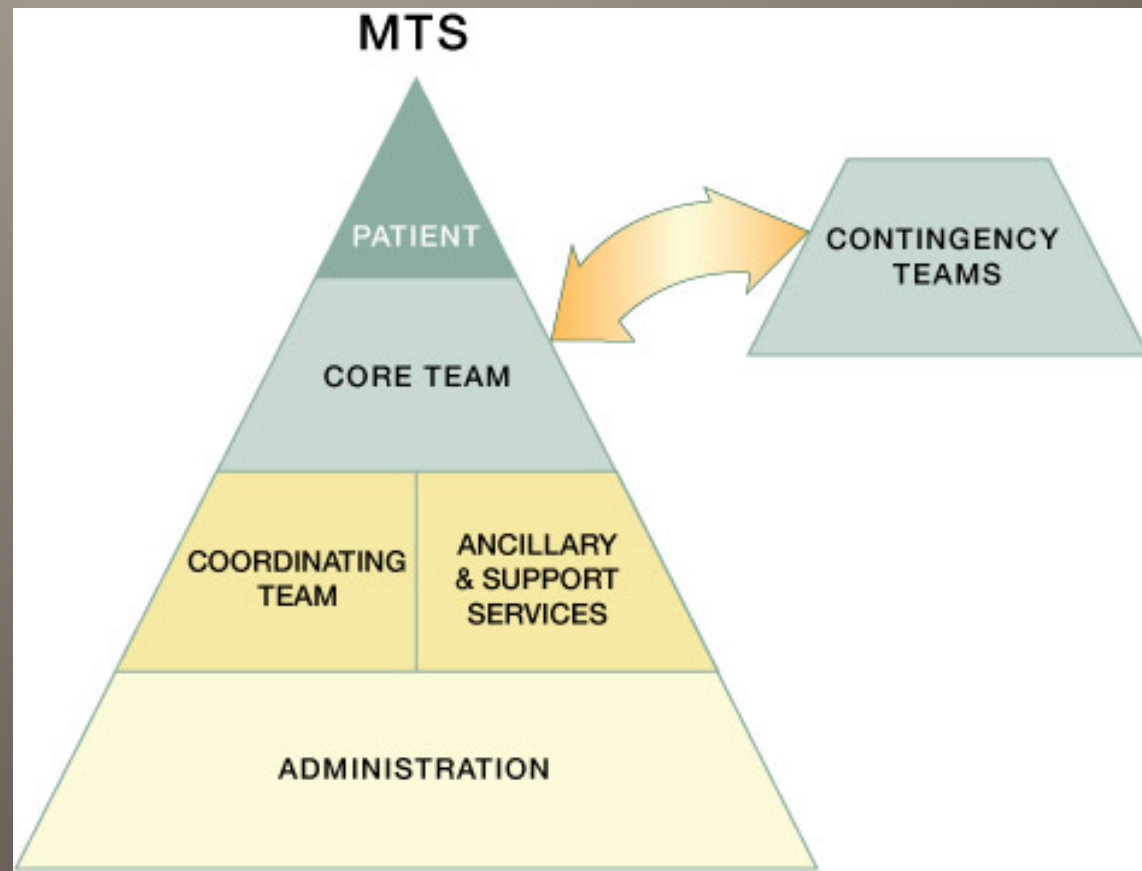 MTS
PATIENT
CORE TEAM
CONTINGENCY
TEAMS
COORDINATING
TEAM
ANCILLARY
& SUPPORT
SERVICES
ADMINISTRATION